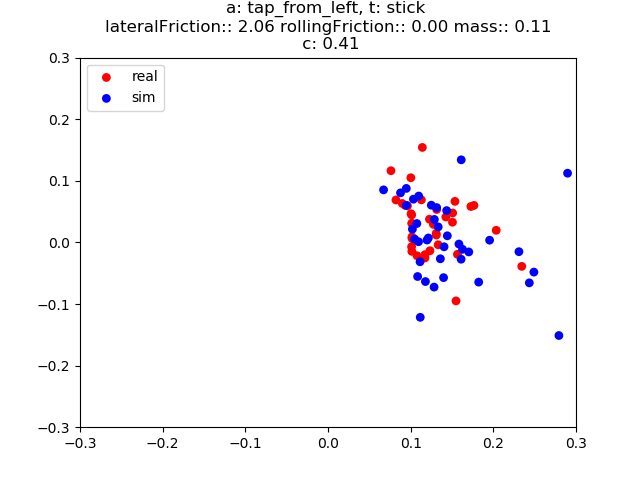 a: tap_from_left, t: stick
lateralFriction:: 2.06 rollingFriction:: 0.00 mass:: 0.11
c: 0.41
real
sim
0.3
0.2
0.1
0.0
−0.1
−0.2
−0.3
−0.3 −0.2 −0.1 0.0 0.1 0.2 0.3